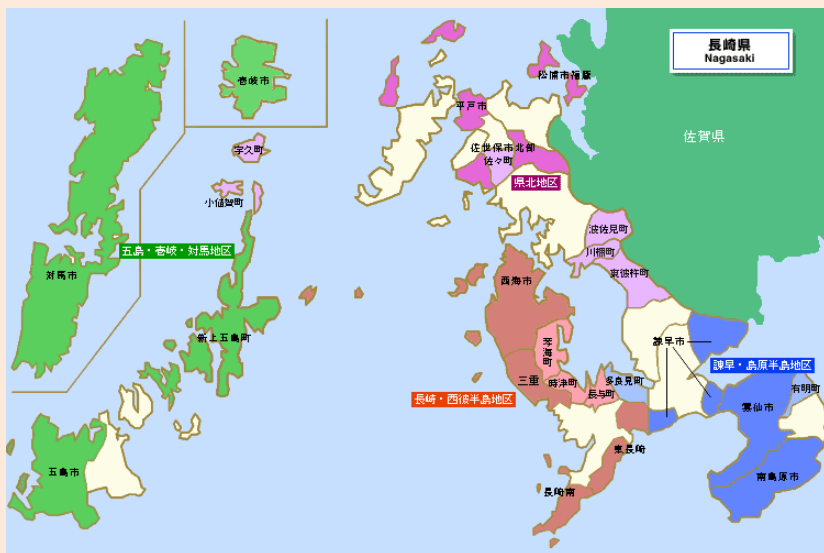 長崎県
Nagasaki
壱岐市
松浦市福島
平戸市
佐賀県
宇久町
佐世保市北部
佐々町
県北地区
小値賀町
波佐見町
五島・壱岐・対馬地区
川棚町
東彼杵町
対馬市
西海市
新上五島町
琴海町
諫早市
諫早・島原半島地区
三重
時津町
多良見町
長与町
有明町
長崎・西彼半島地区
雲仙市
東長崎
五島市
南島原市
長崎南